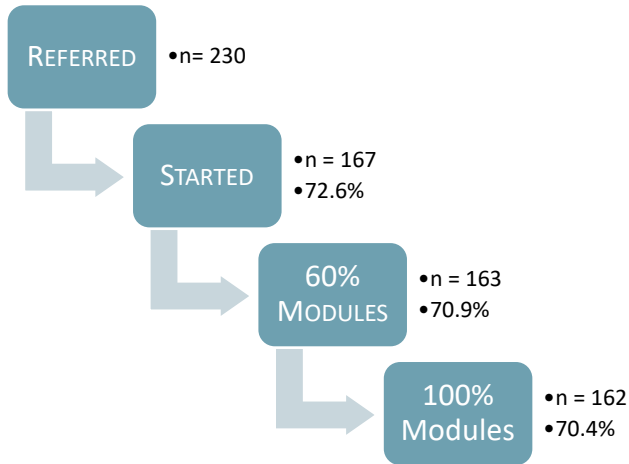 REFERRED
•n= 230
STARTED
•n = 167
•72.6%
60%
MODULES
•n = 163
•70.9%
100%
Modules
•n = 162
•70.4%